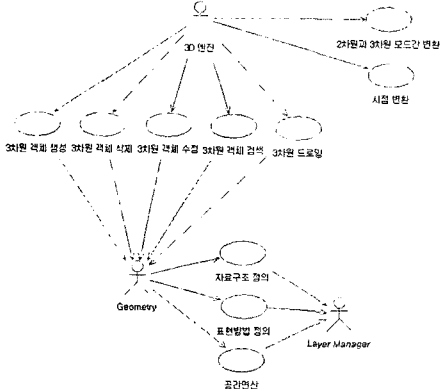 3D 엔진
2차원과 3차원 모드간 변환
시점 변환
3차원 객체 생성 3차원 객체 삭제 3차원 객체 수정 3차원 객체 검색 3차원 드로잉
자료구조 정의
Geometry
표현방법 정의
Layer Manager
공간연산